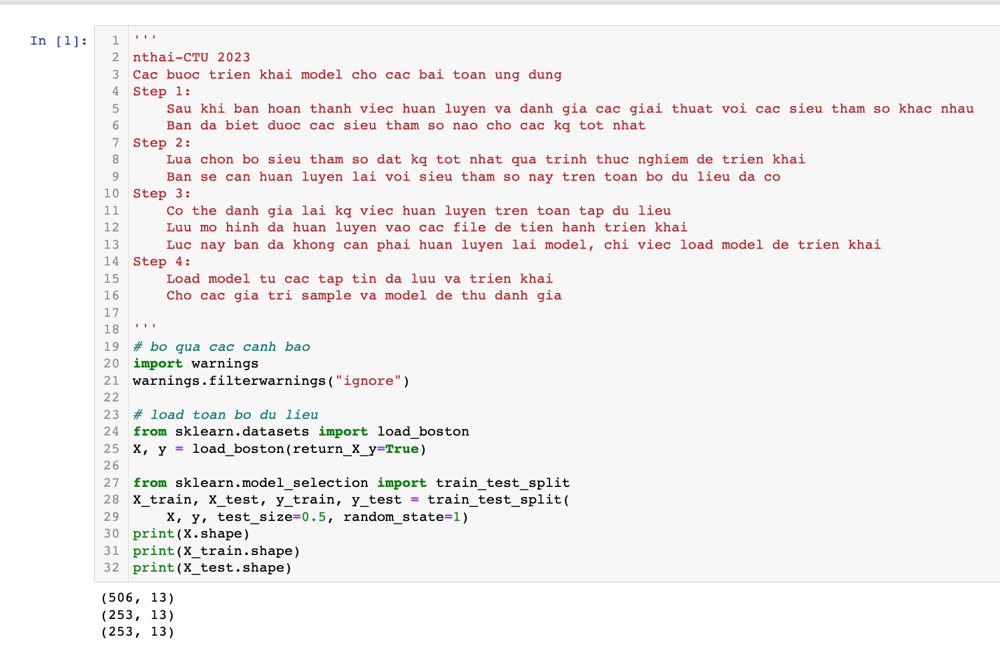 In [1]:
1 '''
2 nthai-CTU 2023
3 Cac buoc trien khai model cho cac bai toan ung dung
4 Step 1:
5     Sau khi ban hoan thanh viec huan luyen va danh gia cac giai thuat voi cac sieu tham so khac nhau
6     Ban da biet duoc cac sieu tham so nao cho cac kq tot nhat
7 Step 2:
8     Lua chon bo sieu tham so dat kq tot nhat qua trinh thuc nghiem de trien khai
9     Ban se can huan luyen lai voi sieu tham so nay tren toan bo du lieu da co
10 Step 3:
11     Co the danh gia lai kq viec huan luyen tren toan tap du lieu
12     Luu mo hinh da huan luyen vao cac file de tien hanh trien khai
13     Luc nay ban da khong can phai huan luyen lai model, chi viec load model de trien khai
14 Step 4:
15     Load model tu cac tap tin da luu va trien khai
16     Cho cac gia tri sample va model de thu danh gia
17
18 '''
19 # bo qua cac canh bao
20 import warnings
21 warnings.filterwarnings("ignore")
22
23 # load toan bo du lieu
24 from sklearn.datasets import load_boston
25 X, y = load_boston(return_X_y=True)
26
27 from sklearn.model_selection import train_test_split
28 X_train, X_test, y_train, y_test = train_test_split(
29     X, y, test_size=0.5, random_state=1)
30 print(X.shape)
31 print(X_train.shape)
32 print(X_test.shape)
(506, 13)
(253, 13)
(253, 13)